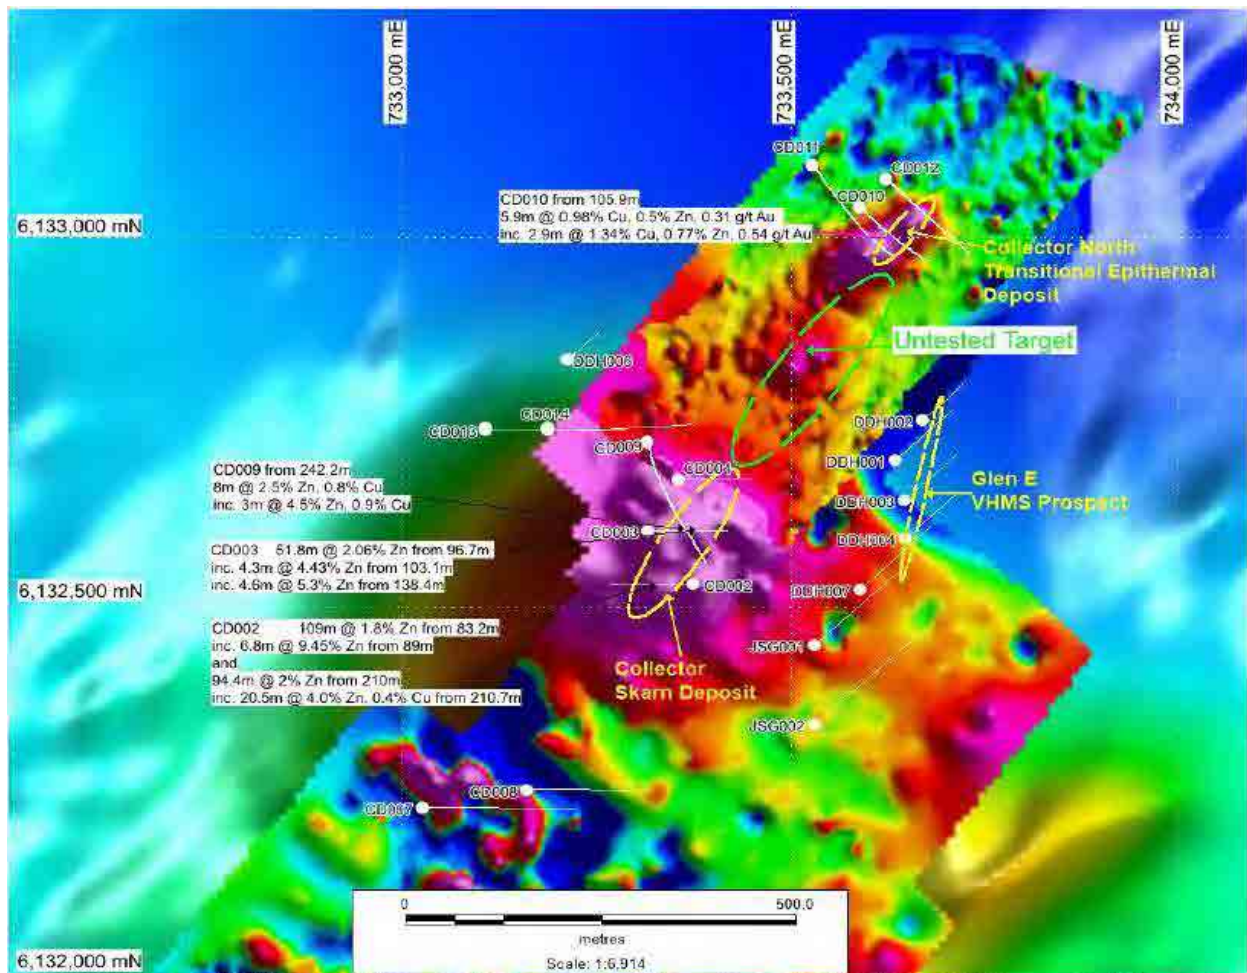 733,000 mE
733,500 mE
734,000 mE
CD011
CD012
CD010
CD010 from 105.9m
5.9m @ 0.98% Cu, 0.5% Zn, 0.31 g/t Au
inc. 2.9m @ 1.34% Cu, 0.77% Zn, 0.54 g/t Au
6,133,000 mN
Collector North
Transitional Epithermal
Deposit
Untested Target
DDH006
DDH002
CD013
CD014
CD009
DDH001
CD004
CD009 from 242.2m
8m @ 2.5% Zn, 0.8% Cu
inc. 3m @ 4.5% Zn, 0.9% Cu
Glen E
VHMS Prospect
DDH003
CD003
DDH004
CD003 51.8m @ 2.06% Zn from 96.7m
inc. 4.3m @ 4.43% Zn from 103.1m
inc. 4.6m @ 5.3% Zn from 138.4m
CD002
DDH007
6,132,500 mN
CD002 109m @ 1.8% Zn from 83.2m
inc. 6.8m @ 9.45% Zn from 89m
and
94.4m @ 2% Zn from 210m
inc. 20.5m @ 4.0% Zn, 0.4% Cu from 210.7m
JSG001
Collector
Skarn Deposit
JSG002
CD008
CD007
0
500.0
metres
Scale: 1:6,914
6,132,000 mN